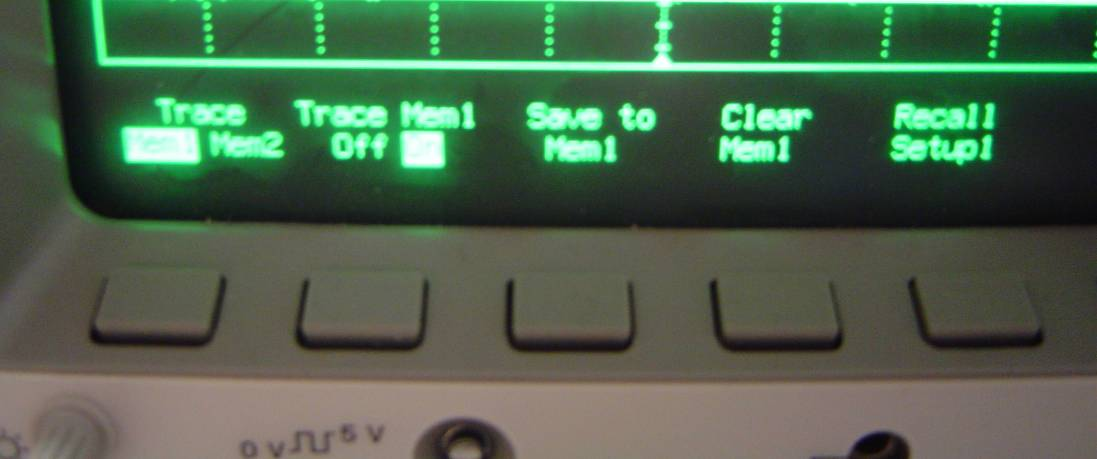 Trace
Mem1 Mem2
Trace Mem1
Off On
Save to
Mem1
Clear
Mem1
Recall
Setup1
0 V 5 V